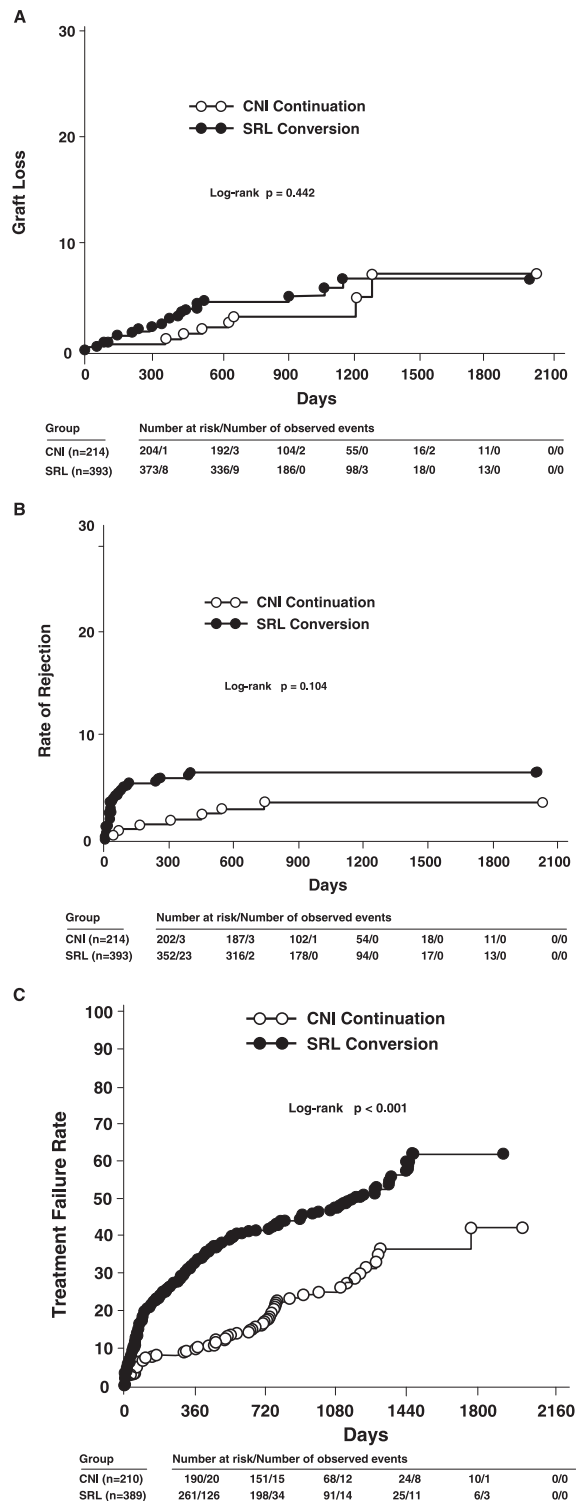 A
30
CNI Continuation
SRL Conversion
20
Log-rank p = 0.442
Graft Loss
10
0
0 300 600 900 1200 1500 1800 2100
Days
Group Number at risk/Number of observed events
CNI (n=214) 204/1 192/3 104/2 55/0 16/2 11/0 0/0
SRL (n=393) 373/8 336/9 186/0 98/3 18/0 13/0 0/0
B
30
CNI Continuation
SRL Conversion
20
Log-rank p = 0.104
Rate of Rejection
10
0
0 300 600 900 1200 1500 1800 2100
Days
Group Number at risk/Number of observed events
CNI (n=214) 202/3 187/3 102/1 54/0 18/0 11/0 0/0
SRL (n=393) 352/23 316/2 178/0 94/0 17/0 13/0 0/0
C
100
CNI Continuation
SRL Conversion
90
80
Log-rank p < 0.001
70
60
50
Treatment Failure Rate
40
30
20
10
0
0 360 720 1080 1440 1800 2160
Days
Group Number at risk/Number of observed events
CNI (n=210) 190/20 151/15 68/12 24/8 10/1 0/0
SRL (n=389) 261/126 198/34 91/14 25/11 6/3 0/0